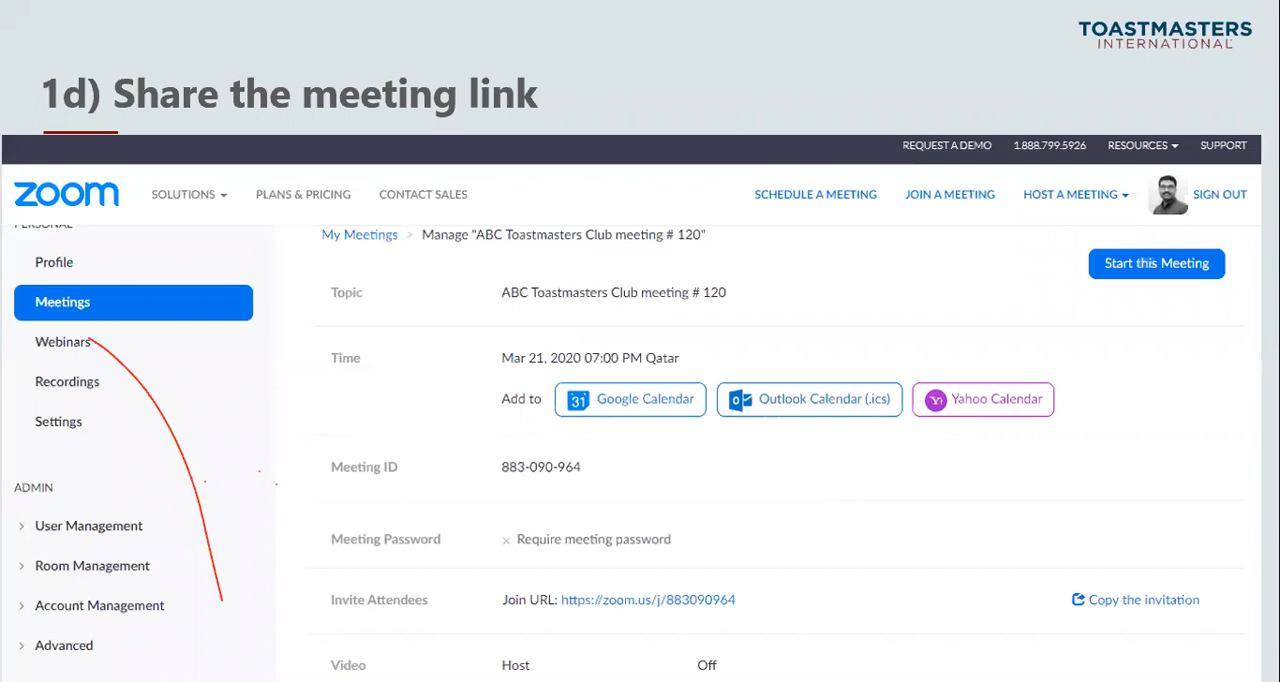 TOASTMASTERS
INTERNATIONAL
1d) Share the meeting link
REQUEST A DEMO 1.888.799.5926 RESOURCES SUPPORT
zoom SOLUTIONS PLANS & PRICING CONTACT SALES SCHEDULE A MEETING JOIN A MEETING HOST A MEETING SIGN OUT
PERSONAL
My Meetings > Manage "ABC Toastmasters Club meeting # 120"
Profile
Start this Meeting
Meetings
Topic ABC Toastmasters Club meeting # 120
Webinars
Time Mar 21, 2020 07:00 PM Qatar
Recordings
Add to 31 Google Calendar Outlook Calendar (.ics) Yahoo Calendar
Settings
Meeting ID 883-090-964
ADMIN
User Management
Meeting Password × Require meeting password
Room Management
Invite Attendees Join URL: https://zoom.us/j/883090964 Copy the invitation
Account Management
Advanced
Video Host Off